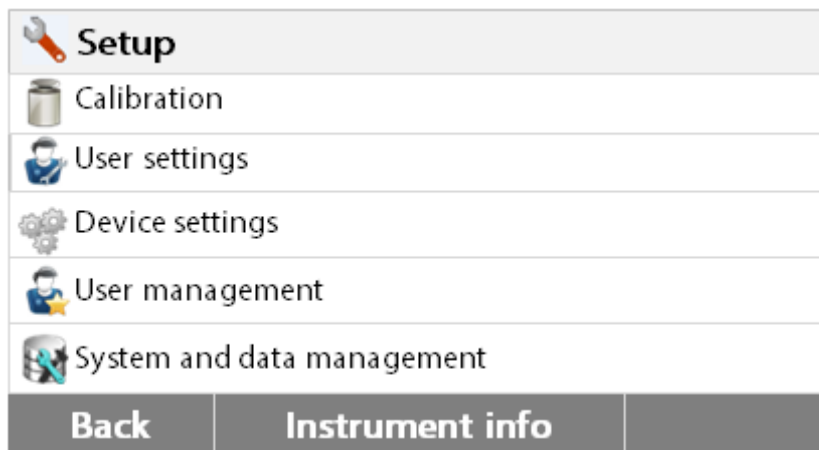 Setup
Calibration
User settings
Device settings
User management
System and data management
Back Instrument info